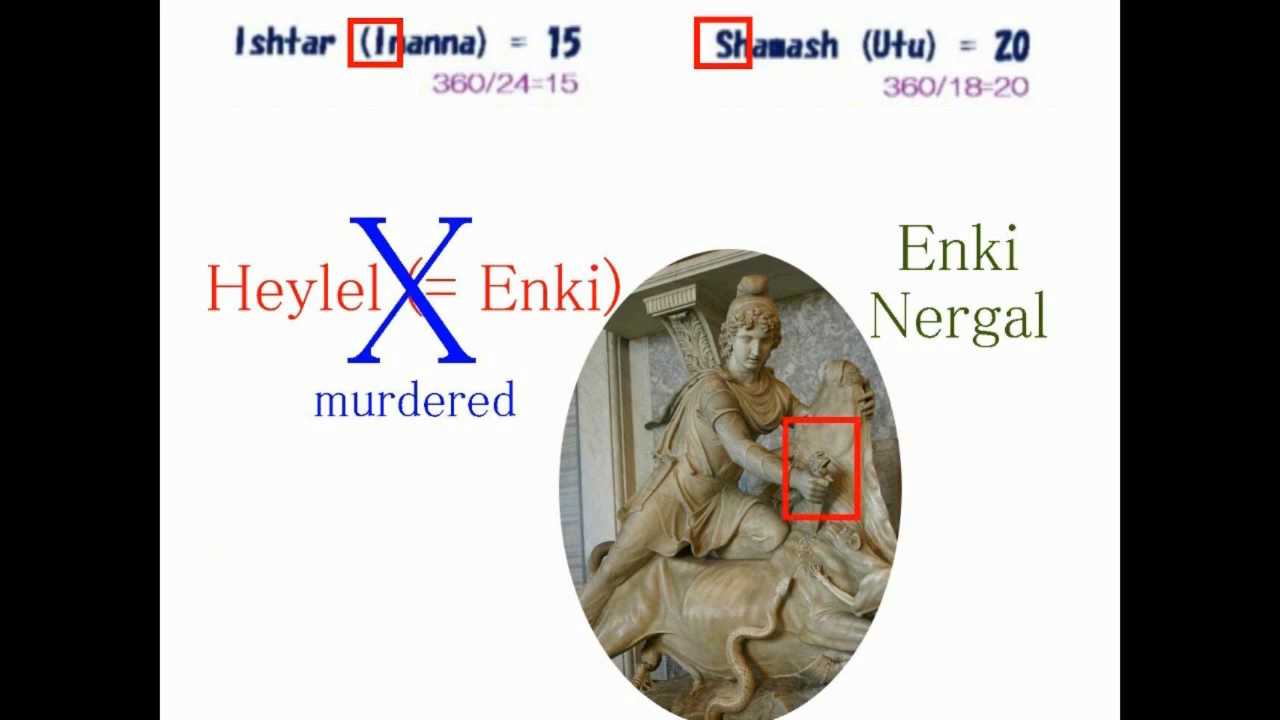 Ishtar (Inanna) = 15
360/24=15
Shamash (Utu) = 20
360/18=20
X
Heylel (= Enki)
murdered
Enki
Nergal